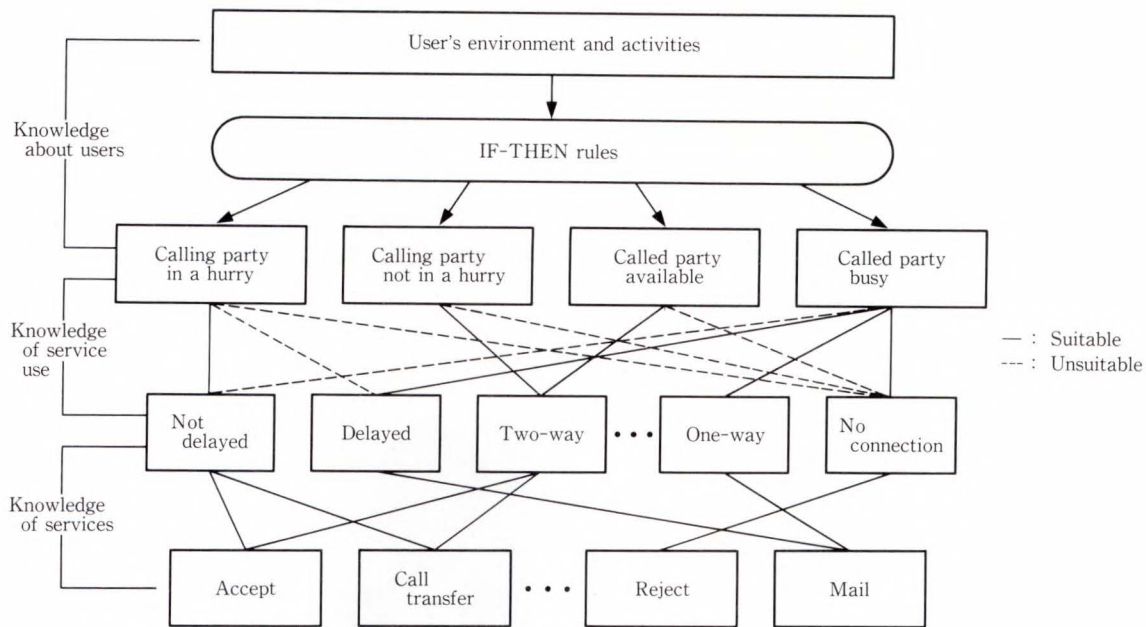 User's environment and activities
Knowledge
about users
IF-THEN rules
Calling party
in a hurry
Calling party
not in a hurry
Called party
available
Called party
busy
Knowledge
of service
use
— : Suitable
--- : Unsuitable
Not
delayed
Delayed
Two-way
• • •
One-way
No
connection
Knowledge
of services
Accept
Call
transfer
• • •
Reject
Mail